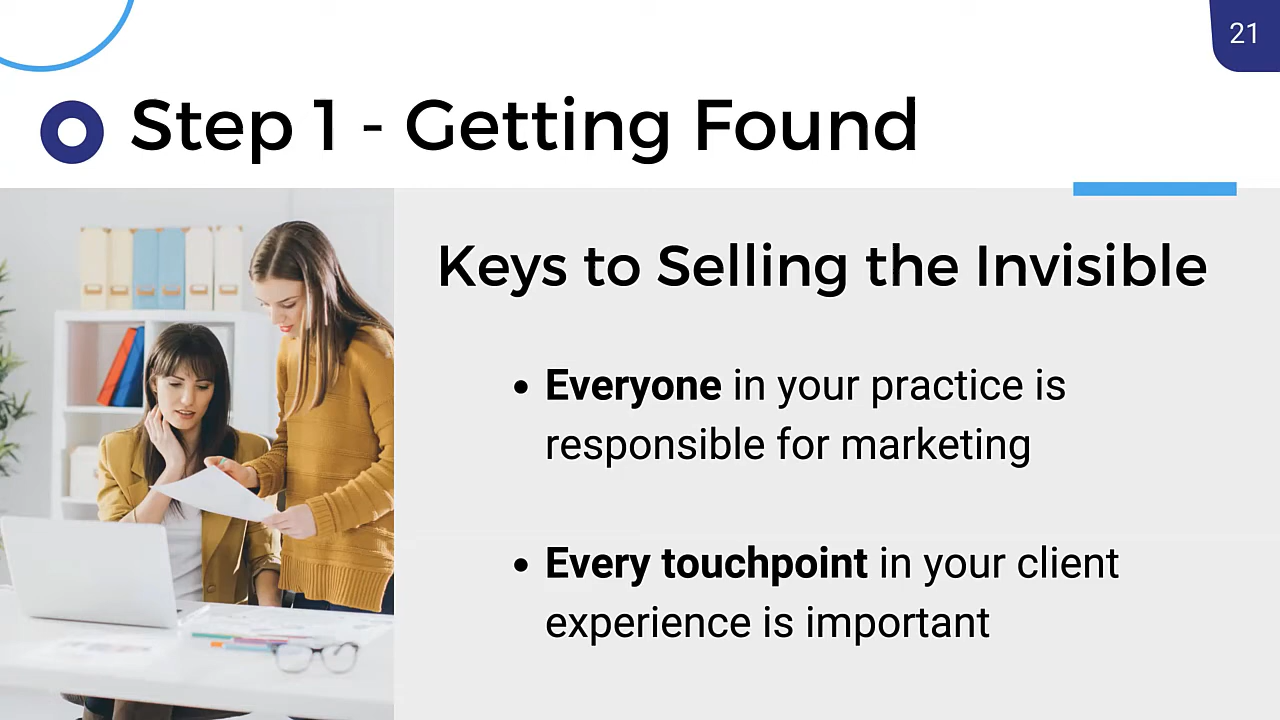 21
Step 1 - Getting Found
Keys to Selling the Invisible
• Everyone in your practice is
responsible for marketing
• Every touchpoint in your client
experience is important